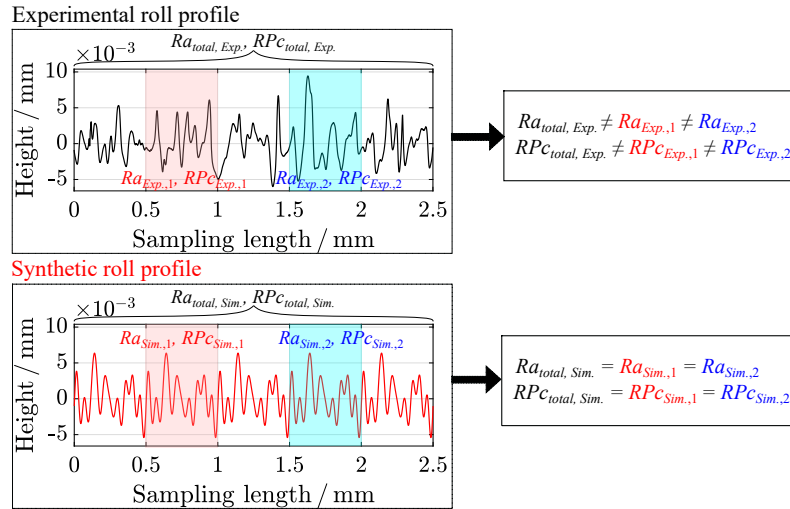 Experimental roll profile
×10⁻³
Ra_total, Exp., RPc_total, Exp.
Height / mm
10
5
0
-5
Ra_Exp.,1, RPc_Exp.,1
Ra_Exp.,2, RPc_Exp.,2
0 0.5 1 1.5 2 2.5
Sampling length / mm
Ra_total, Exp. ≠ Ra_Exp.,1 ≠ Ra_Exp.,2
RPc_total, Exp. ≠ RPc_Exp.,1 ≠ RPc_Exp.,2
Synthetic roll profile
×10⁻³
Ra_total, Sim., RPc_total, Sim.
Height / mm
10
5
0
-5
Ra_Sim.,1, RPc_Sim.,1
Ra_Sim.,2, RPc_Sim.,2
0 0.5 1 1.5 2 2.5
Sampling length / mm
Ra_total, Sim. = Ra_Sim.,1 = Ra_Sim.,2
RPc_total, Sim. = RPc_Sim.,1 = RPc_Sim.,2